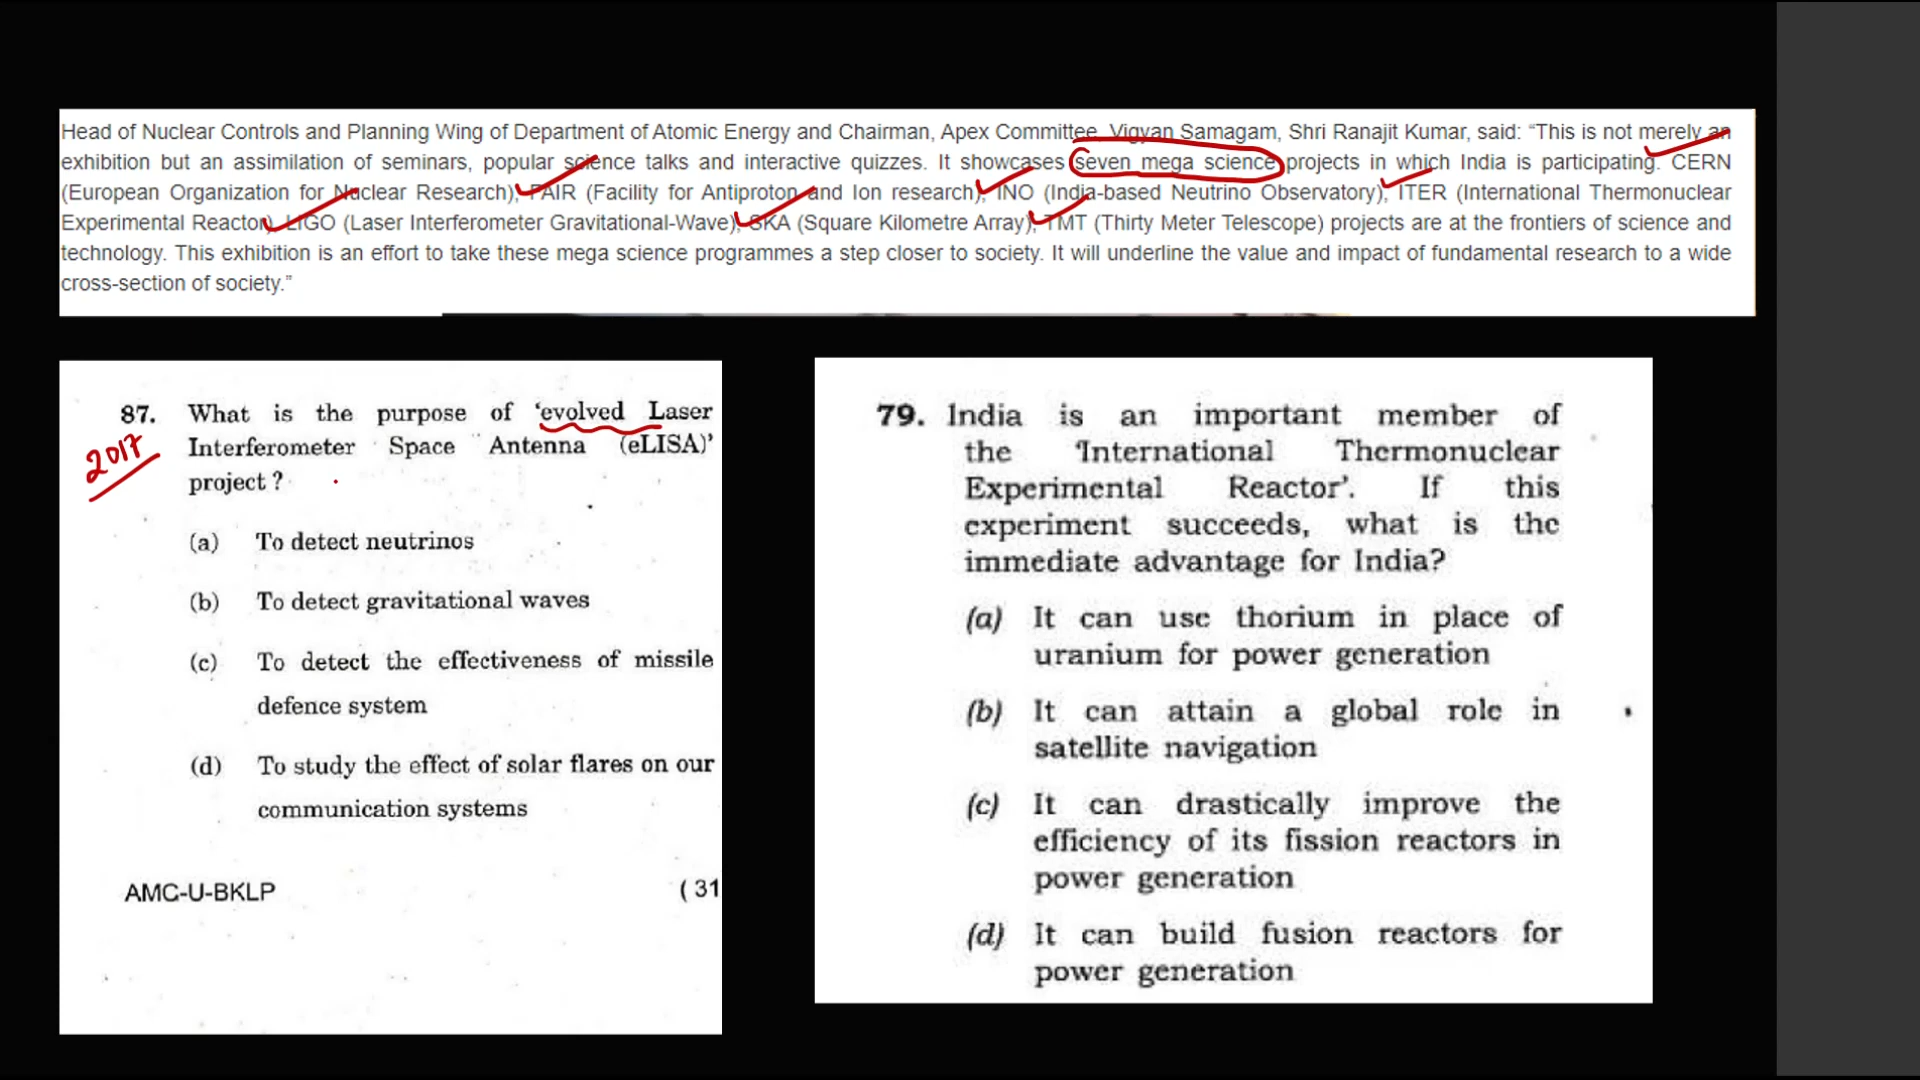 Head of Nuclear Controls and Planning Wing of Department of Atomic Energy and Chairman, Apex Committee, Vigyan Samagam, Shri Ranajit Kumar, said: “This is not merely an
exhibition but an assimilation of seminars, popular science talks and interactive quizzes. It showcases seven mega science projects in which India is participating. CERN
(European Organization for Nuclear Research), FAIR (Facility for Antiproton and Ion research), INO (India-based Neutrino Observatory), ITER (International Thermonuclear
Experimental Reactor), LIGO (Laser Interferometer Gravitational-Wave), SKA (Square Kilometre Array), TMT (Thirty Meter Telescope) projects are at the frontiers of science and
technology. This exhibition is an effort to take these mega science programmes a step closer to society. It will underline the value and impact of fundamental research to a wide
cross-section of society.”
87. What is the purpose of ‘evolved Laser
2017
Interferometer Space Antenna (eLISA)’
project ?
(a) To detect neutrinos
(b) To detect gravitational waves
(c) To detect the effectiveness of missile
defence system
(d) To study the effect of solar flares on our
communication systems
AMC-U-BKLP (31
79. India is an important member of
the ‘International Thermonuclear
Experimental Reactor’. If this
experiment succeeds, what is the
immediate advantage for India?
(a) It can use thorium in place of
uranium for power generation
(b) It can attain a global role in
satellite navigation
(c) It can drastically improve the
efficiency of its fission reactors in
power generation
(d) It can build fusion reactors for
power generation